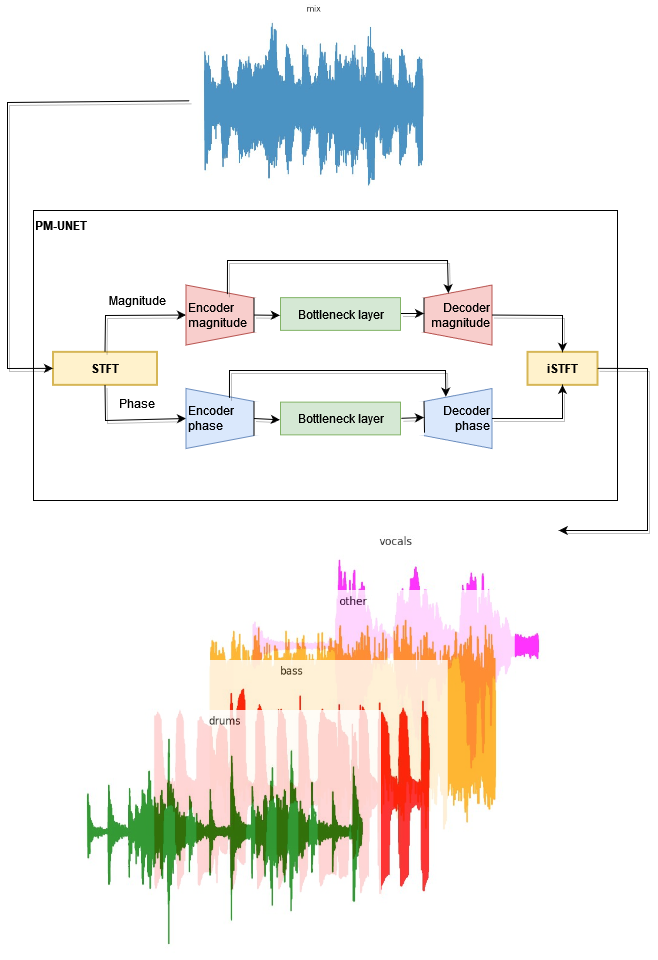 mix
PM-UNET
Magnitude
Encoder
magnitude
Bottleneck layer
Decoder
magnitude
STFT
iSTFT
Phase
Encoder
phase
Bottleneck layer
Decoder
phase
vocals
other
bass
drums